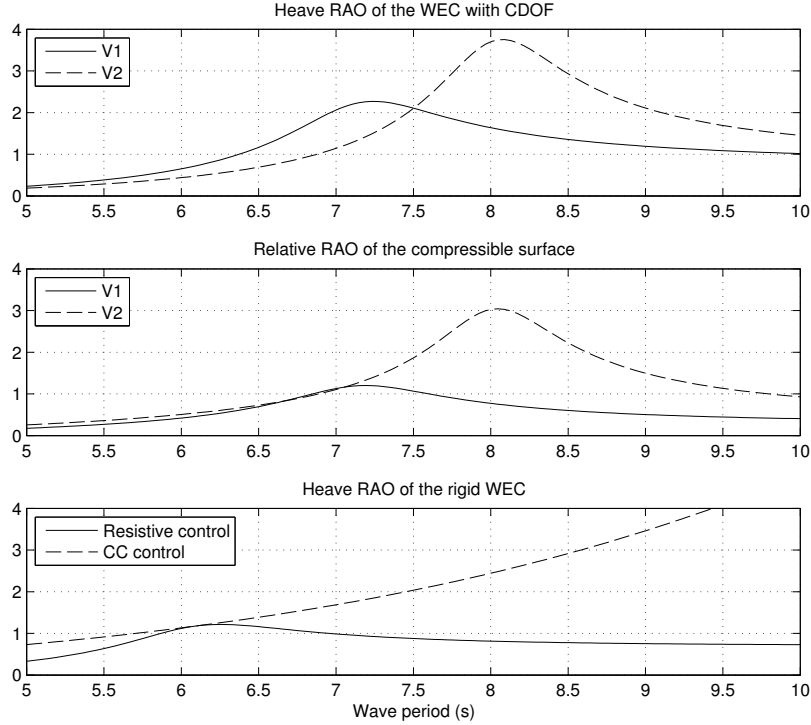 Heave RAO of the WEC wiith CDOF
4
3
2
1
0
V1
V2
5 5.5 6 6.5 7 7.5 8 8.5 9 9.5 10
Relative RAO of the compressible surface
4
3
2
1
0
V1
V2
5 5.5 6 6.5 7 7.5 8 8.5 9 9.5 10
Heave RAO of the rigid WEC
4
3
2
1
0
Resistive control
CC control
5 5.5 6 6.5 7 7.5 8 8.5 9 9.5 10
Wave period (s)